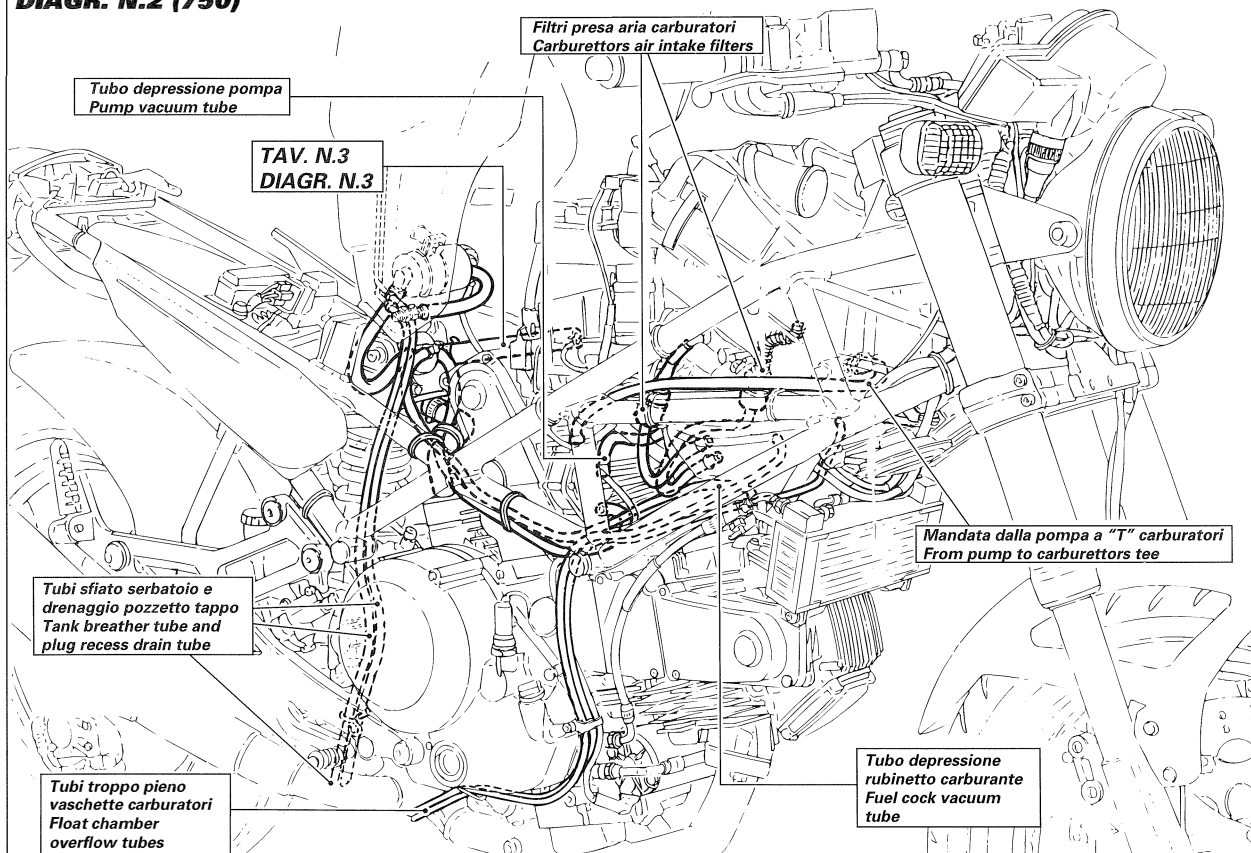 DIAGR. N.2 (750)
Filtri presa aria carburatori
Carburettors air intake filters
Tubo depressione pompa
Pump vacuum tube
TAV. N.3
DIAGR. N.3
Mandata dalla pompa a “T” carburatori
From pump to carburettors tee
Tubi sfiato serbatoio e
drenaggio pozzetto tappo
Tank breather tube and
plug recess drain tube
Tubo depressione
rubinetto carburante
Fuel cock vacuum
tube
Tubi troppo pieno
vaschette carburatori
Float chamber
overflow tubes